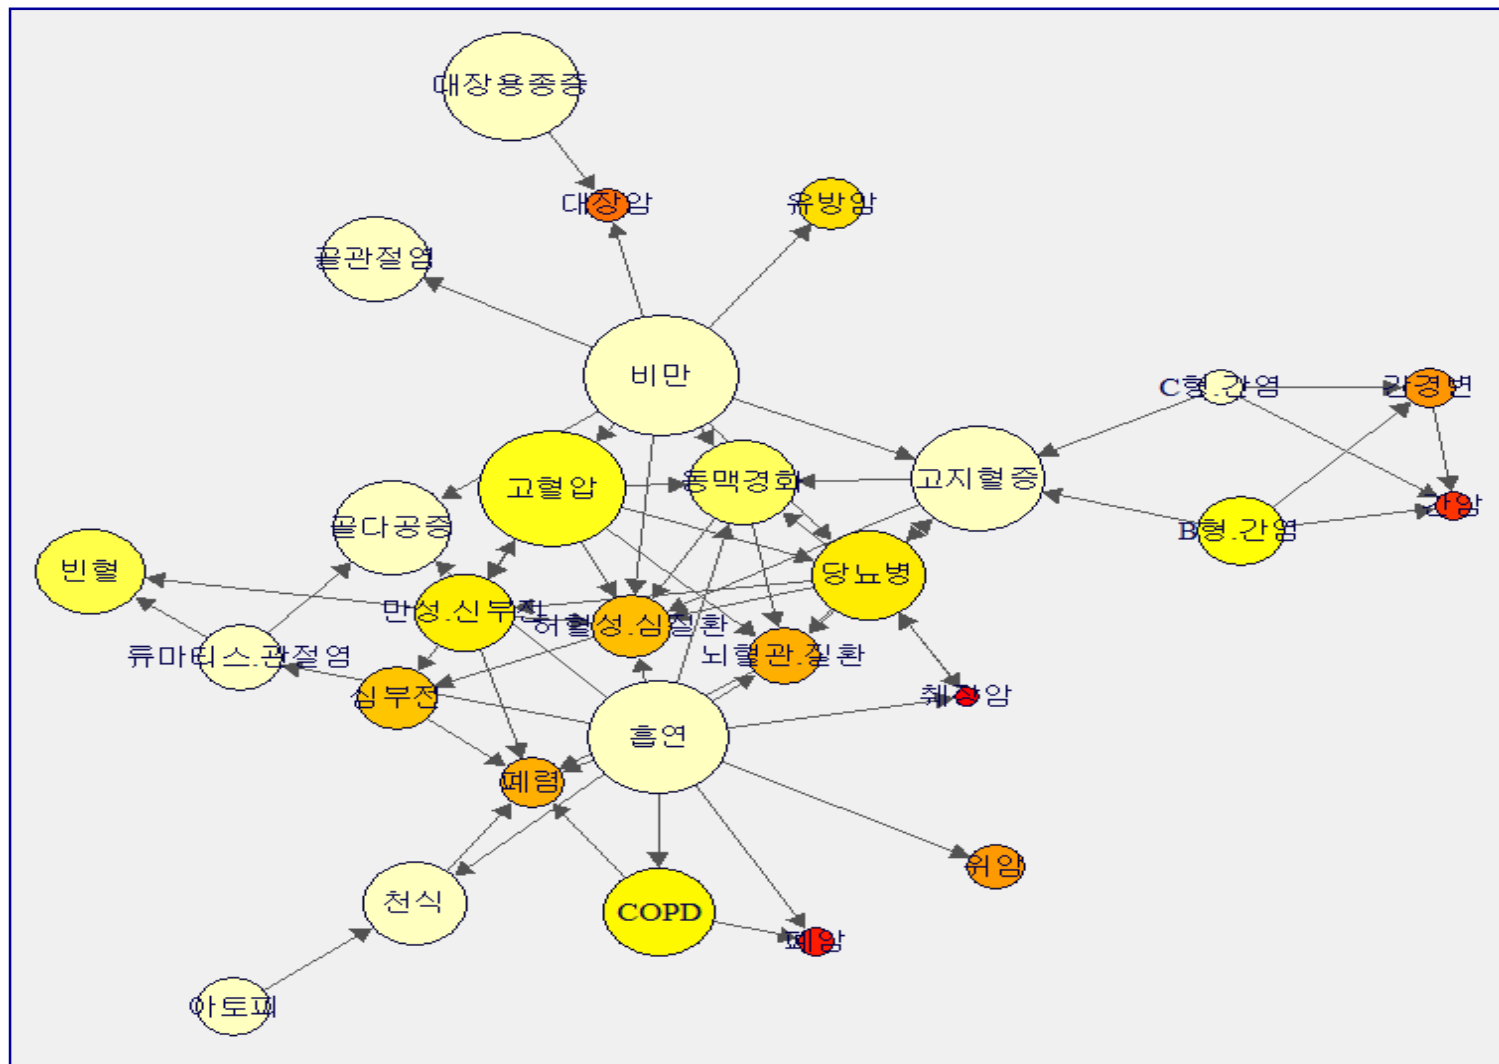 대장용종증
대장암
유방암
골관절염
비만
C형.간염
간경변
고혈압
동맥경화
고지혈증
골다공증
B형.간염
간암
빈혈
당뇨병
만성.신부전
허혈성.심질환
류마티스.관절염
뇌혈관.질환
심부전
췌장암
흡연
폐렴
위암
천식
COPD
폐암
아토피